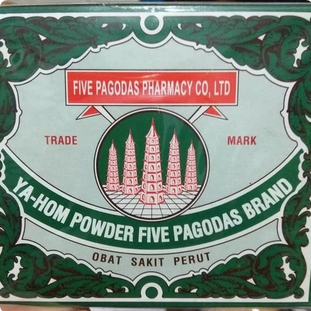 FIVE PAGODAS PHARMACY CO, LTD
TRADE MARK
YA-HOM POWDER FIVE PAGODAS BRAND
OBAT SAKIT PERUT